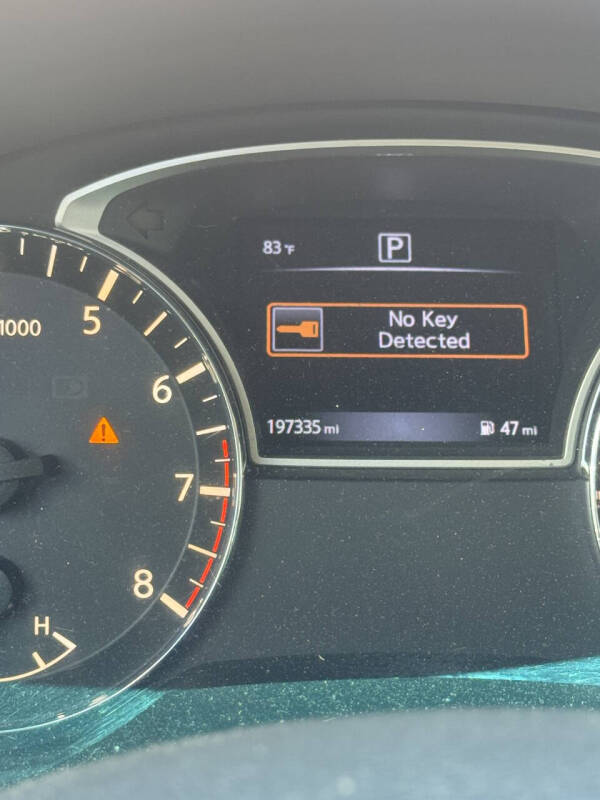 83 °F
P
No Key
Detected
197335 mi
47 mi
1000
5
6
7
8
H